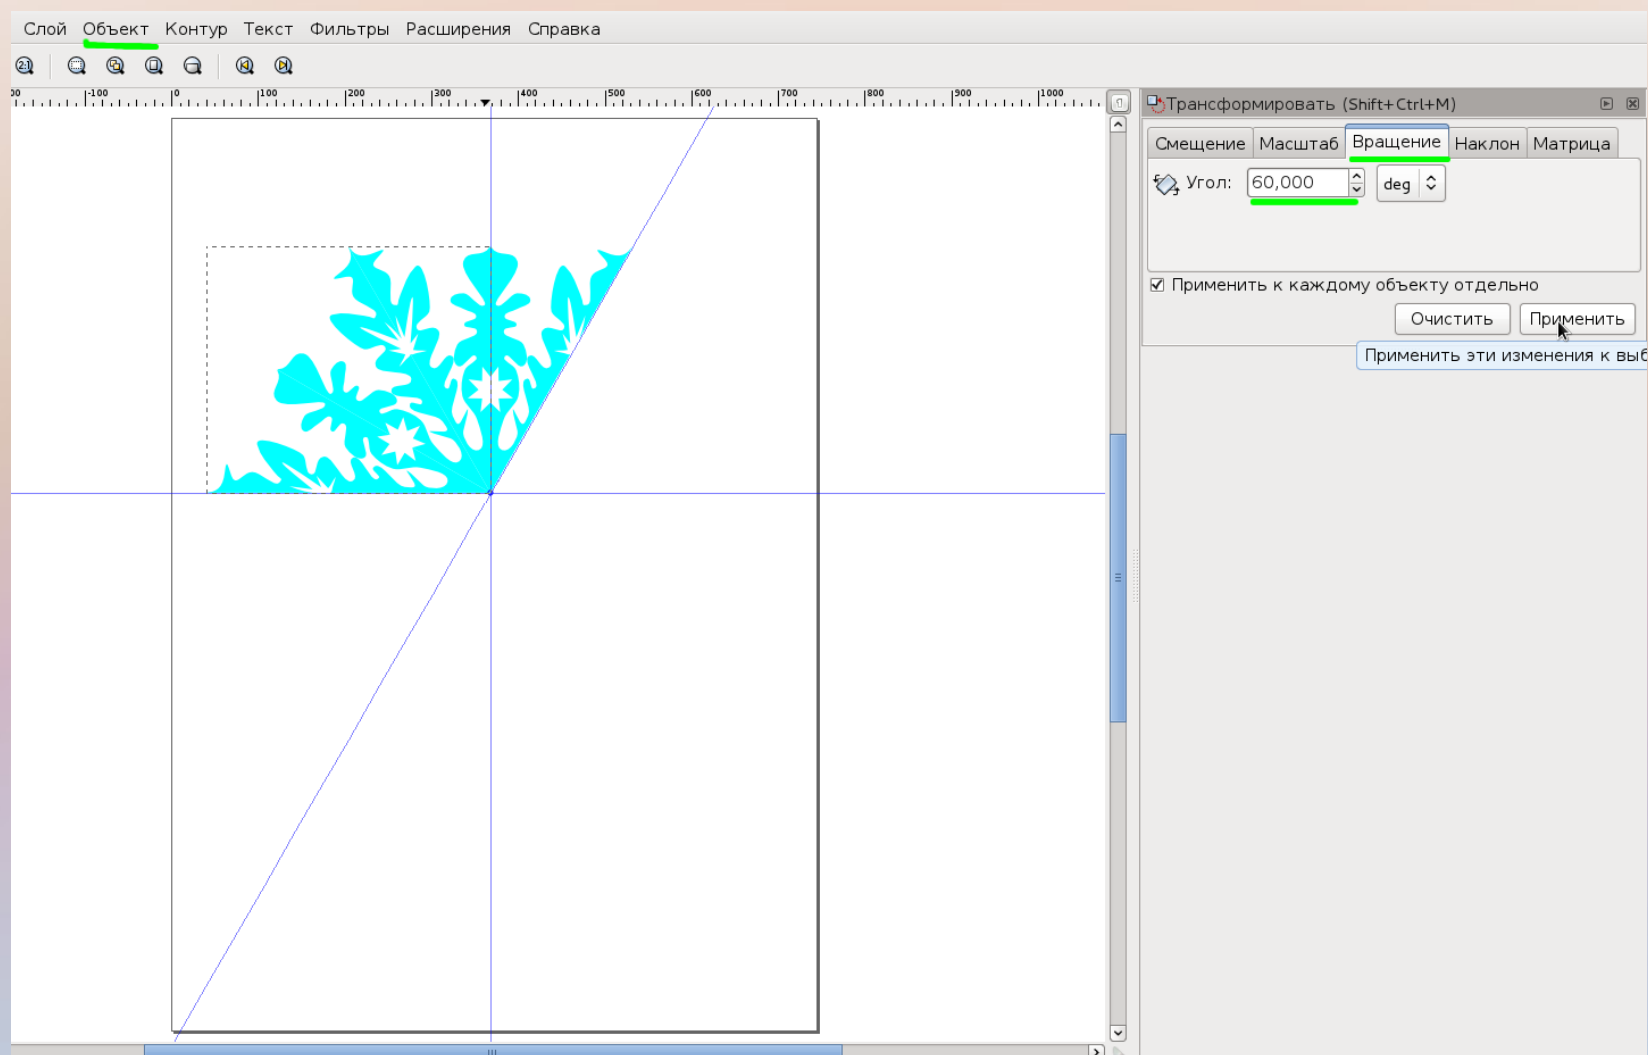 Слой Объект Контур Текст Фильтры Расширения Справка
2:1
-100 0 100 200 300 400 500 600 700 800 900 1000
Трансформировать (Shift+Ctrl+M)
Смещение Масштаб Вращение Наклон Матрица
Угол: 60,000 deg
Применить к каждому объекту отдельно
Очистить Применить
Применить эти изменения к выб